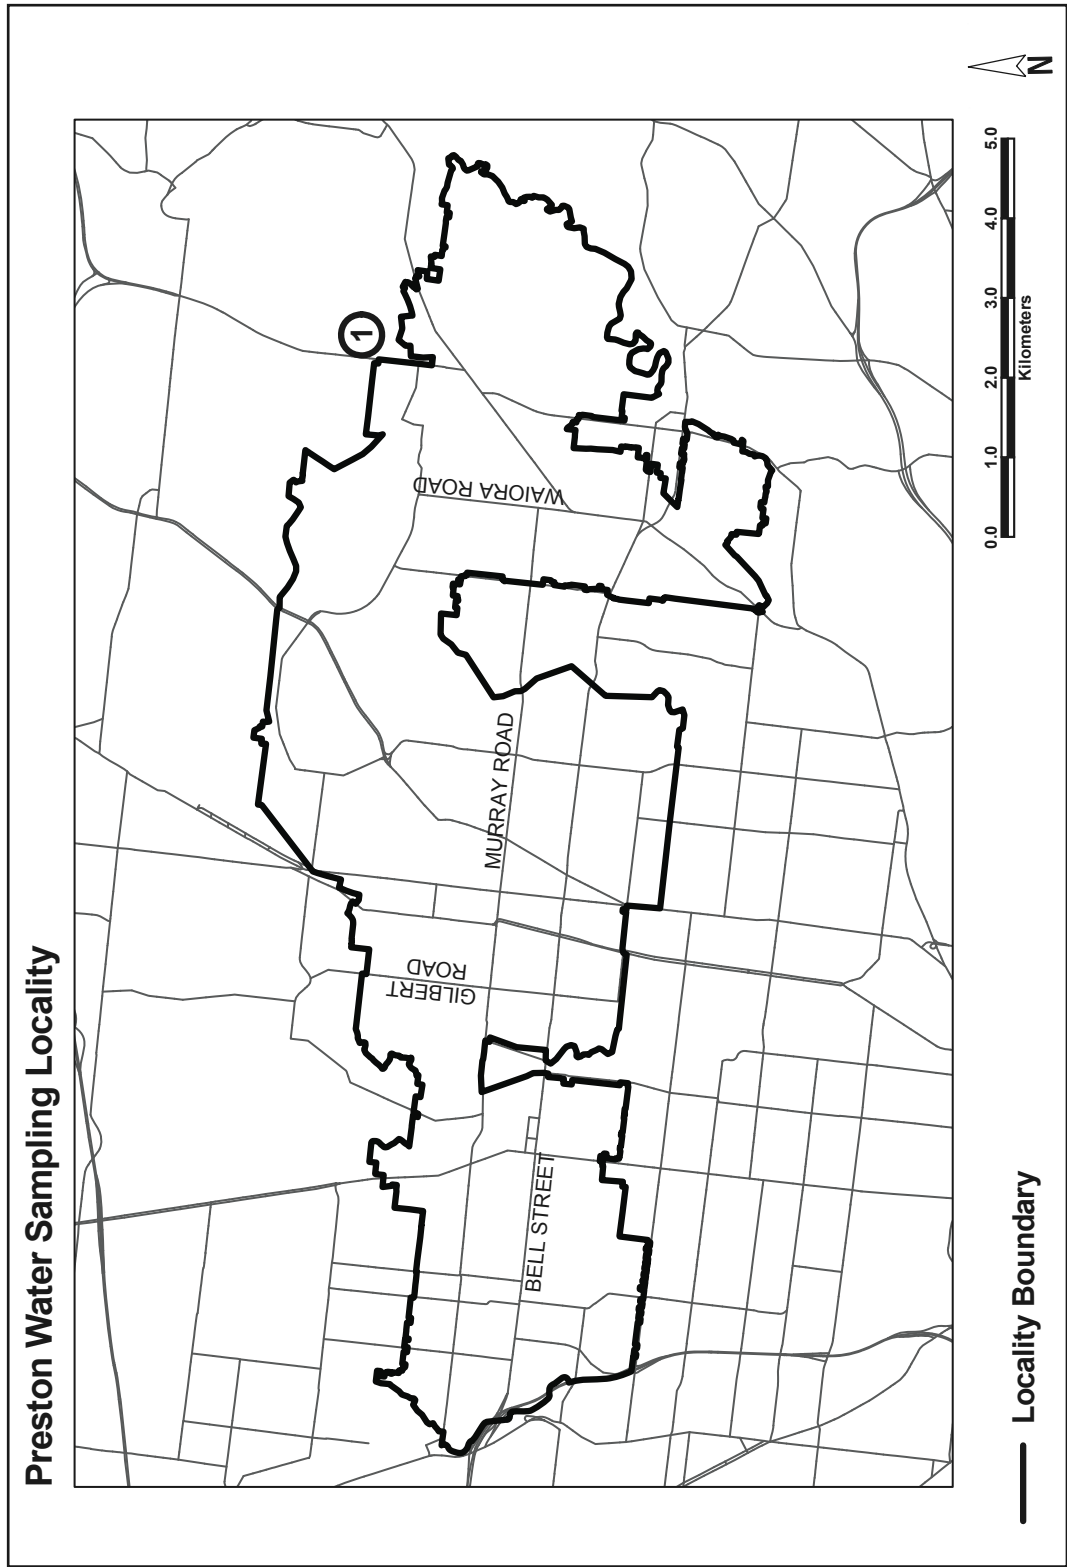 Preston Water Sampling Locality
1
WAIORA ROAD
MURRAY ROAD
GILBERT
ROAD
BELL STREET
N
0.0 1.0 2.0 3.0 4.0 5.0
Kilometers
Locality Boundary